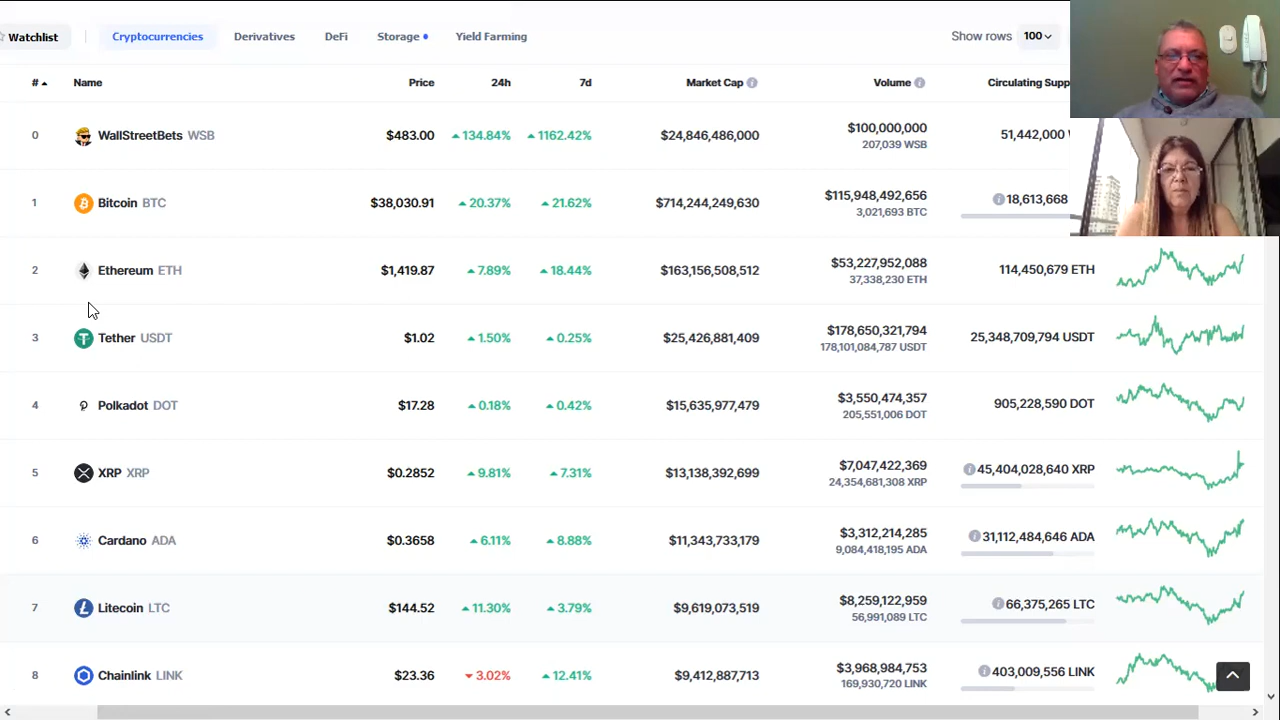 Watchlist Cryptocurrencies Derivatives DeFi Storage Yield Farming Show rows 100
# Name Price 24h 7d Market Cap Volume Circulating Supp
0 WallStreetBets WSB $483.00 134.84% 1162.42% $24,846,486,000 $100,000,000 51,442,000
207,039 WSB
1 Bitcoin BTC $38,030.91 20.37% 21.62% $714,244,249,630 $115,948,492,656 18,613,668
3,021,693 BTC
2 Ethereum ETH $1,419.87 7.89% 18.44% $163,156,508,512 $53,227,952,088 114,450,679 ETH
37,338,230 ETH
3 Tether USDT $1.02 1.50% 0.25% $25,426,881,409 $178,650,321,794 25,348,709,794 USDT
178,101,084,787 USDT
4 Polkadot DOT $17.28 0.18% 0.42% $15,635,977,479 $3,550,474,357 905,228,590 DOT
205,551,006 DOT
5 XRP XRP $0.2852 9.81% 7.31% $13,138,392,699 $7,047,422,369 45,404,028,640 XRP
24,354,681,308 XRP
6 Cardano ADA $0.3658 6.11% 8.88% $11,343,733,179 $3,312,214,285 31,112,484,646 ADA
9,084,418,195 ADA
7 Litecoin LTC $144.52 11.30% 3.79% $9,619,073,519 $8,259,122,959 66,375,265 LTC
56,991,089 LTC
8 Chainlink LINK $23.36 3.02% 12.41% $9,412,887,713 $3,968,984,753 403,009,556 LINK
169,930,720 LINK